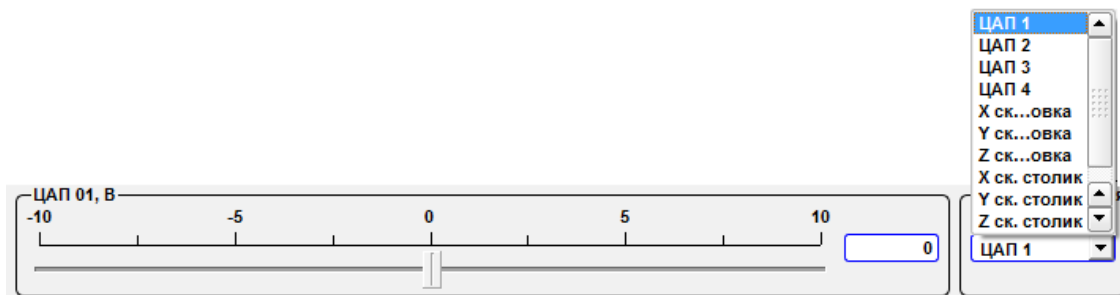 ЦАП 1
ЦАП 2
ЦАП 3
ЦАП 4
X ск...овка
Y ск...овка
Z ск...овка
X ск. столик
Y ск. столик
Z ск. столик
ЦАП 01, В
-10 -5 0 5 10
0
ЦАП 1